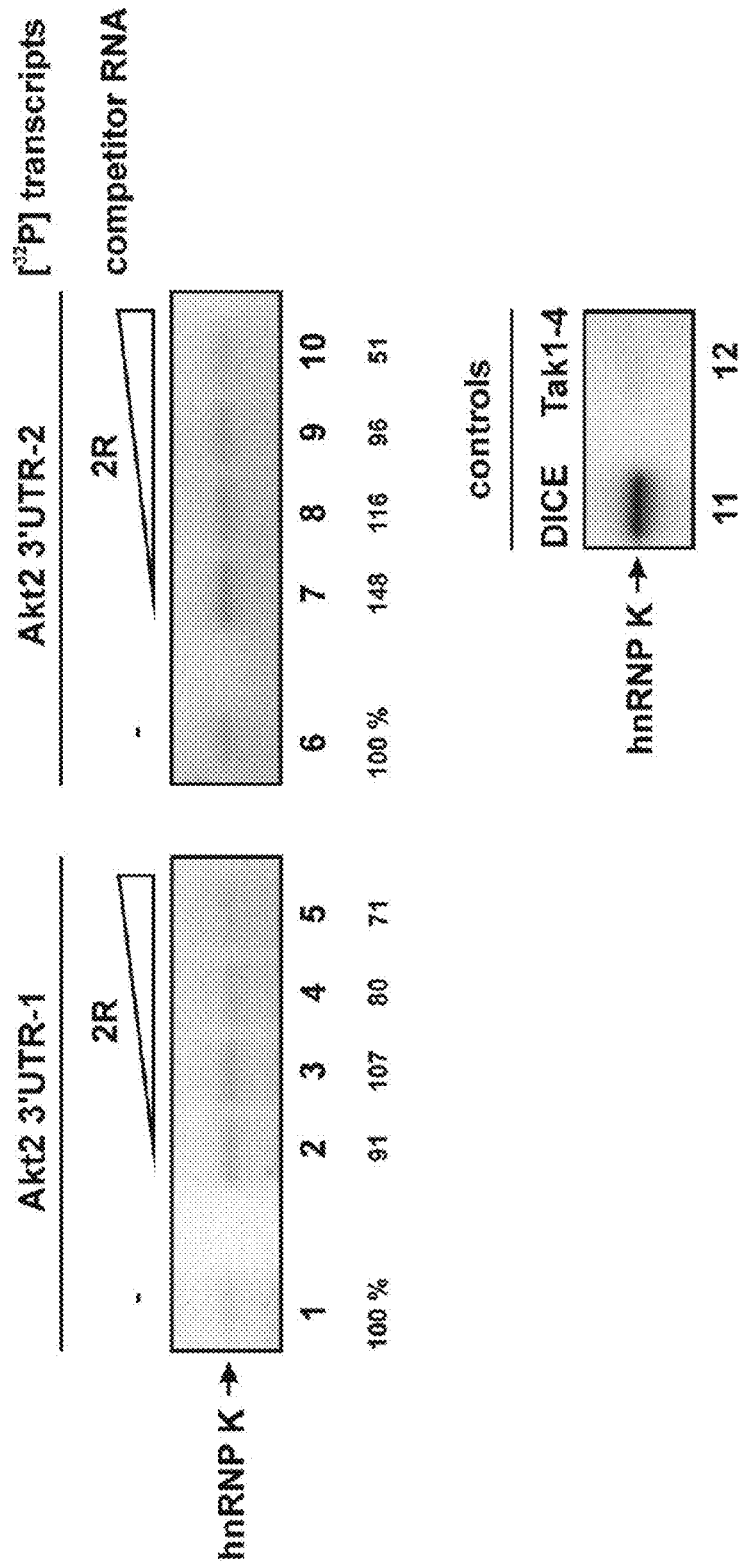 Akt2 3'UTR-1 Akt2 3'UTR-2 [³²P] transcripts
- 2R - 2R competitor RNA
hnRNP K →
1 2 3 4 5 6 7 8 9 10
100 % 91 107 80 71 100 % 148 116 96 51
controls
DICE Tak1-4
hnRNP K →
11 12